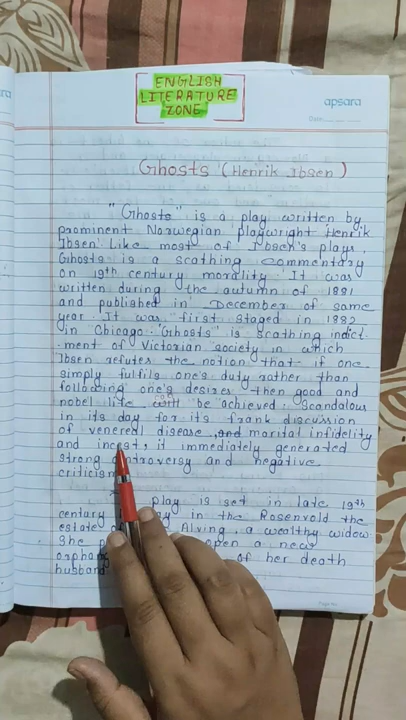 ENGLISH
LITERATURE
ZONE
apsara
Date
Ghosts (Henrik Ibsen)
"Ghosts" is a play written by
prominent Norwegian playwright Henrik
Ibsen. Like most of Ibsen's plays,
Ghosts is a scathing commentary
on 19th century morality. It was
written during the autumn of 1881
and published in December of same
year. It was first staged in 1882
in Chicago. "Ghosts" is scathing indict-
ment of Victorian society in which
Ibsen refutes the notion that if one
simply fulfils one's duty rather than
following one's desires then good and
nobel life can be achieved. Scandalous
in its day for its frank discussion
of venereal disease, and marital infidelity
and incest, it immediately generated
strong controversy and negative
criticism
play is set in late 19th
century in the Rosenvold the
estate Alving, a wealthy widow
She open a new
of her death
husband